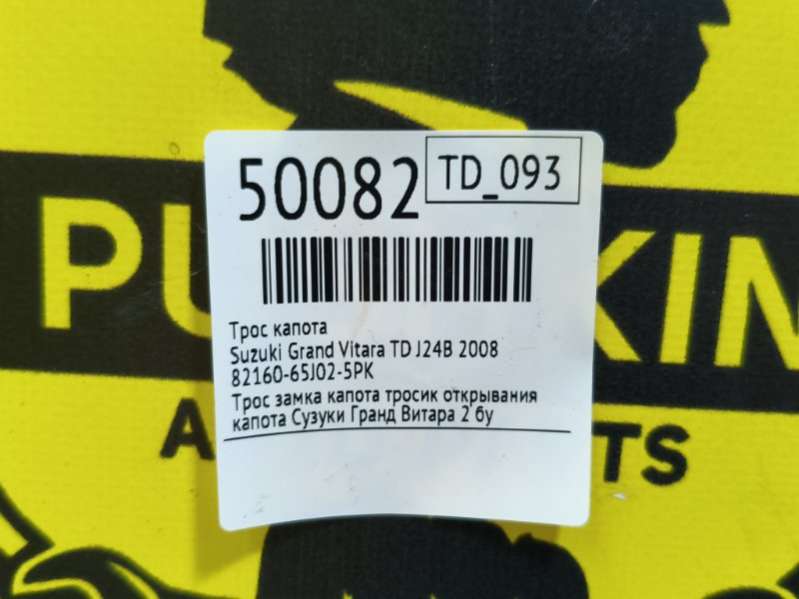 50082
TD_093
Трос капота
Suzuki Grand Vitara TD J24B 2008
82160-65J02-5PK
Трос замка капота тросик открывания
капота Сузуки Гранд Витара 2 бу